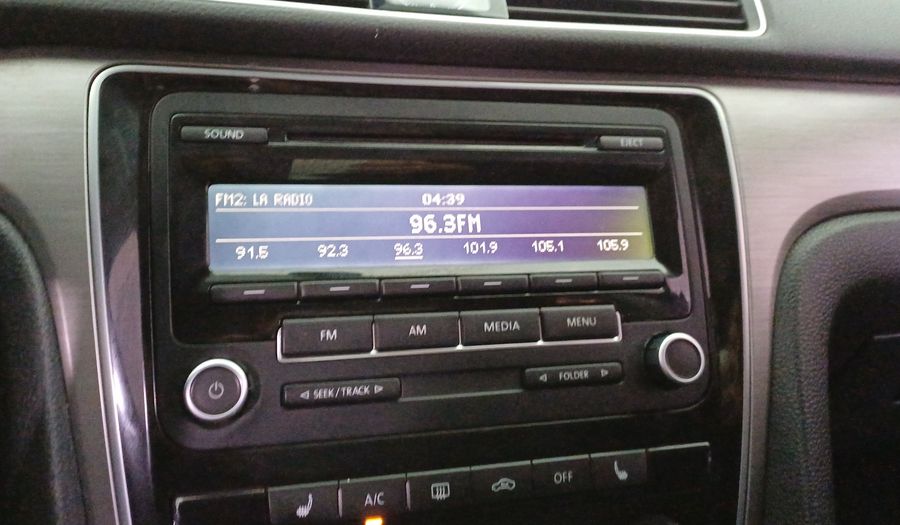 SOUND EJECT
FM2: LA RADIO 04:39
96.3FM
91.5 92.3 96.3 101.9 105.1 105.9
FM AM MEDIA MENU
SEEK/TRACK FOLDER
A/C OFF